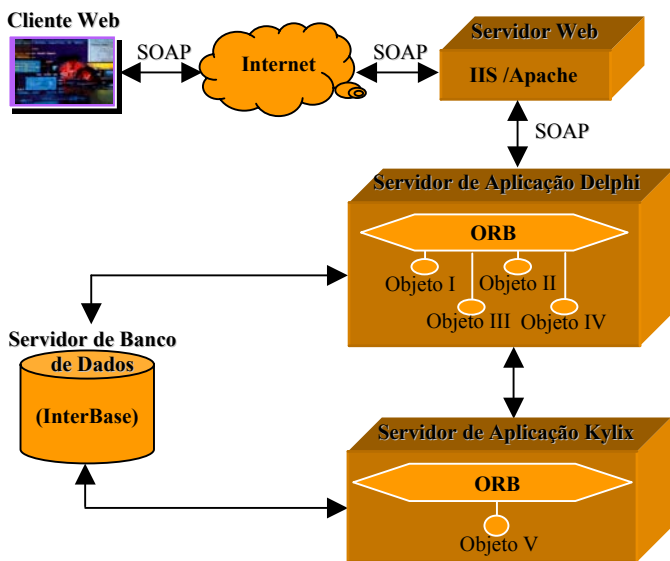 Cliente Web
SOAP
Internet
SOAP
Servidor Web
IIS /Apache
SOAP
Servidor de Aplicação Delphi
ORB
Objeto I
Objeto II
Objeto III
Objeto IV
Servidor de Banco
de Dados
(InterBase)
Servidor de Aplicação Kylix
ORB
Objeto V